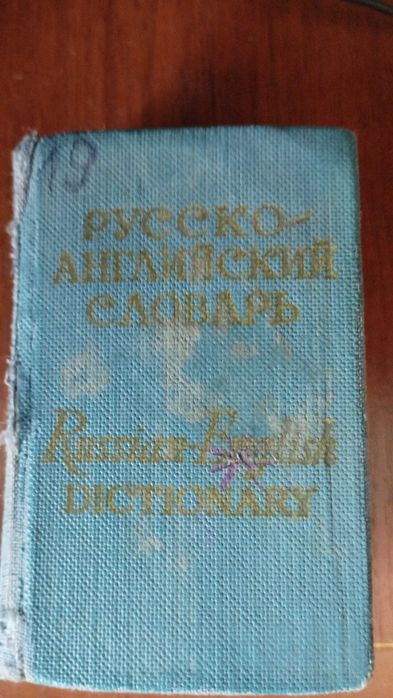 19
РУССКО-
АНГЛИЙСКИЙ
СЛОВАРЬ
Russian-English
DICTIONARY